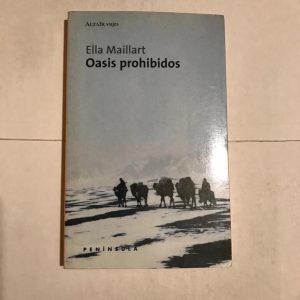 ALTAÏR VIAJES
Ella Maillart
Oasis prohibidos
PENÍNSULA